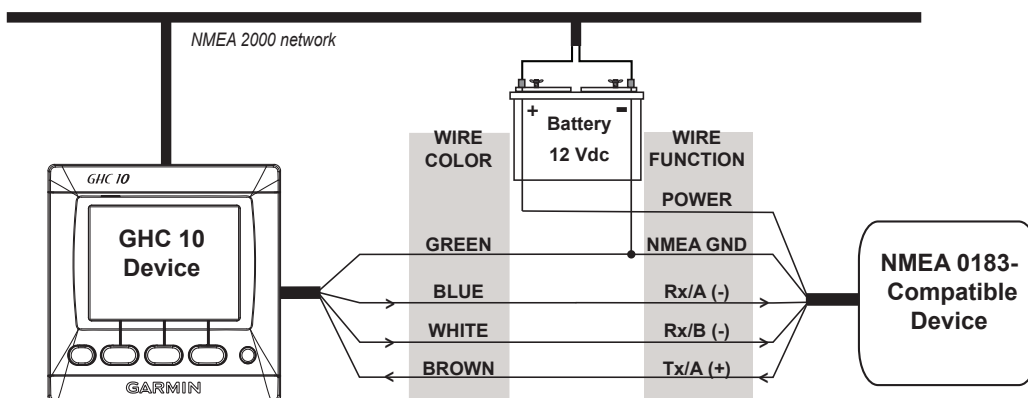 NMEA 2000 network
+
-
Battery
12 Vdc
WIRE
COLOR
WIRE
FUNCTION
GHC 10
GHC 10
Device
POWER
GREEN
NMEA GND
BLUE
Rx/A (-)
WHITE
Rx/B (-)
BROWN
Tx/A (+)
NMEA 0183-
Compatible
Device
GARMIN